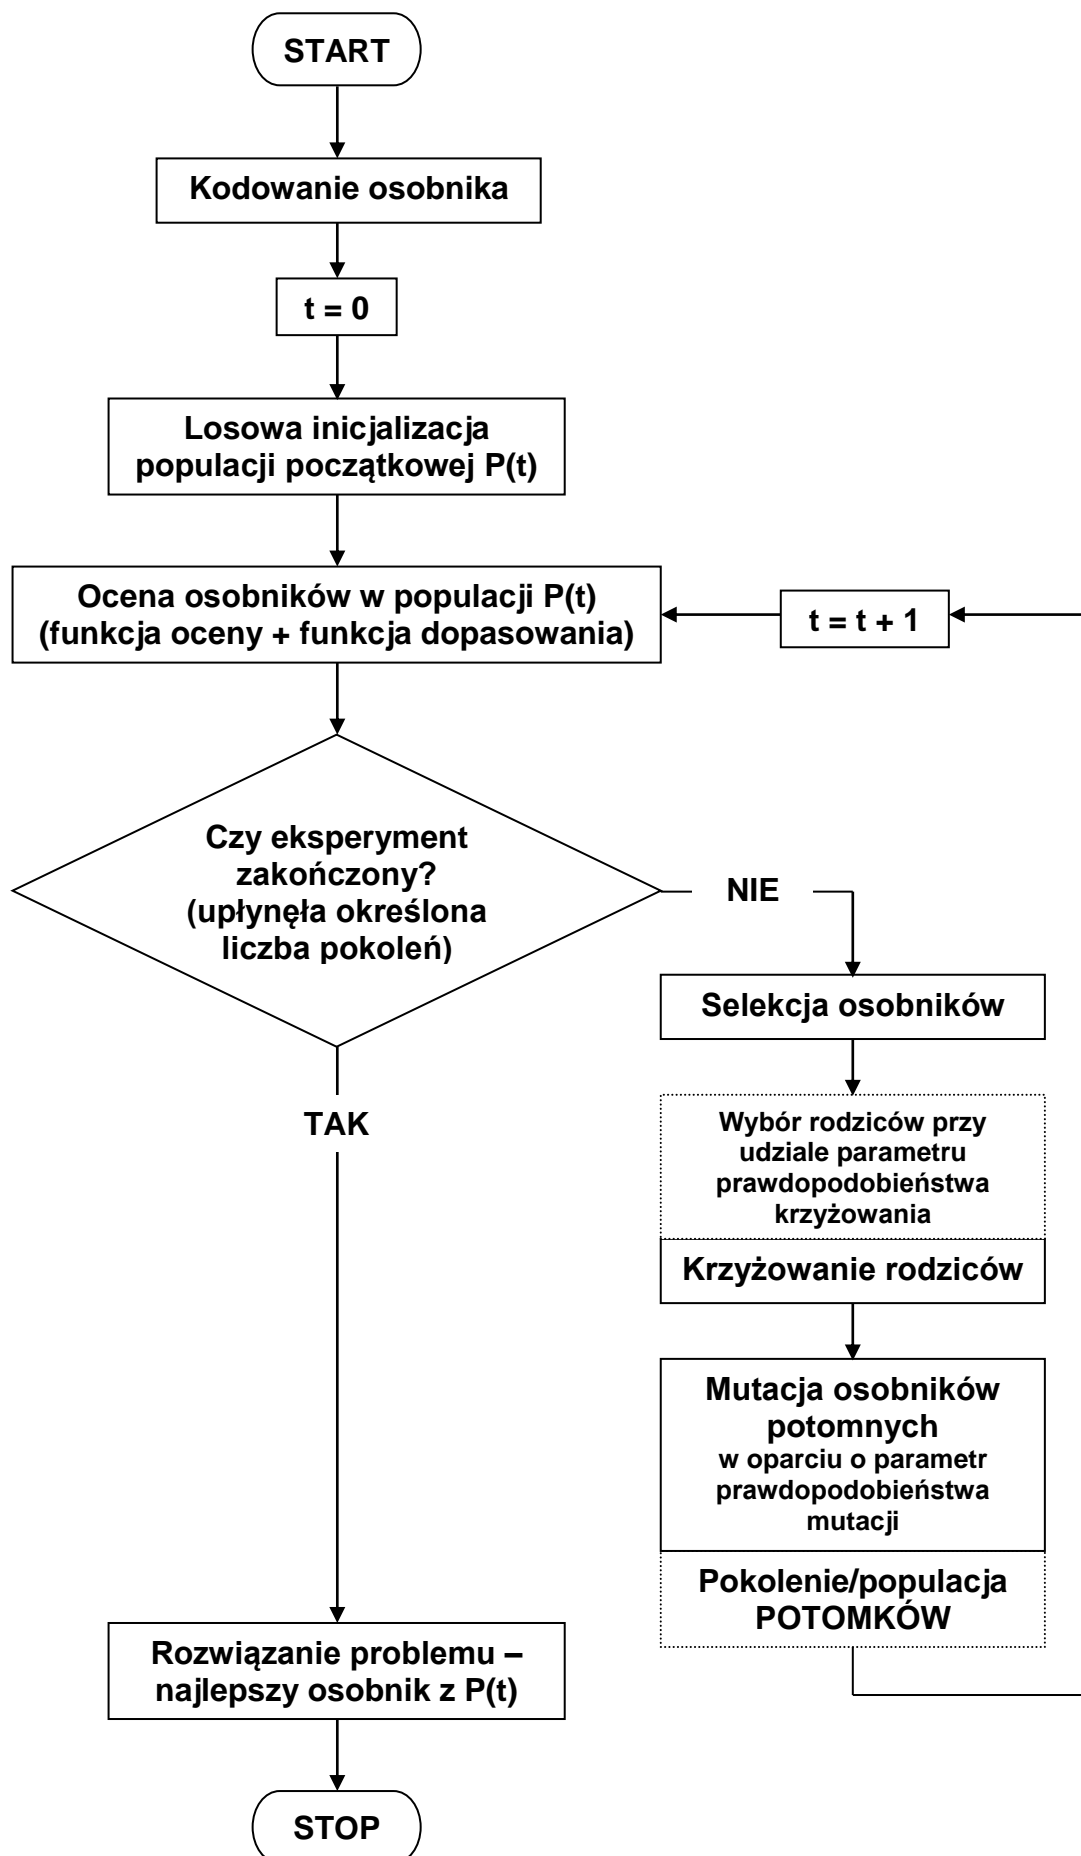 START
Kodowanie osobnika
t = 0
Losowa inicjalizacja
populacji początkowej P(t)
Ocena osobników w populacji P(t)
(funkcja oceny + funkcja dopasowania)
t = t + 1
Czy eksperyment
zakończony?
(upłynęła określona
liczba pokoleń)
NIE
Selekcja osobników
TAK
Wybór rodziców przy
udziale parametru
prawdopodobieństwa
krzyżowania
Krzyżowanie rodziców
Mutacja osobników
potomnych
w oparciu o parametr
prawdopodobieństwa
mutacji
Pokolenie/populacja
POTOMKÓW
Rozwiązanie problemu –
najlepszy osobnik z P(t)
STOP